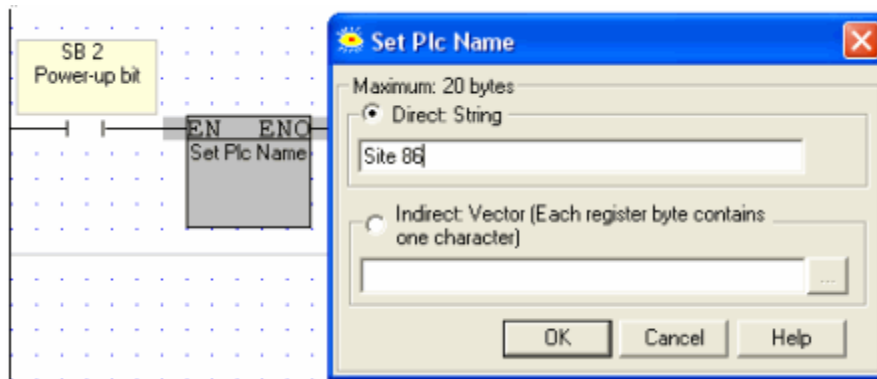 SB 2
Power-up bit
EN ENO
Set Plc Name
Set Plc Name
Maximum: 20 bytes
Direct: String
Site 86
Indirect: Vector (Each register byte contains
one character)
...
OK Cancel Help